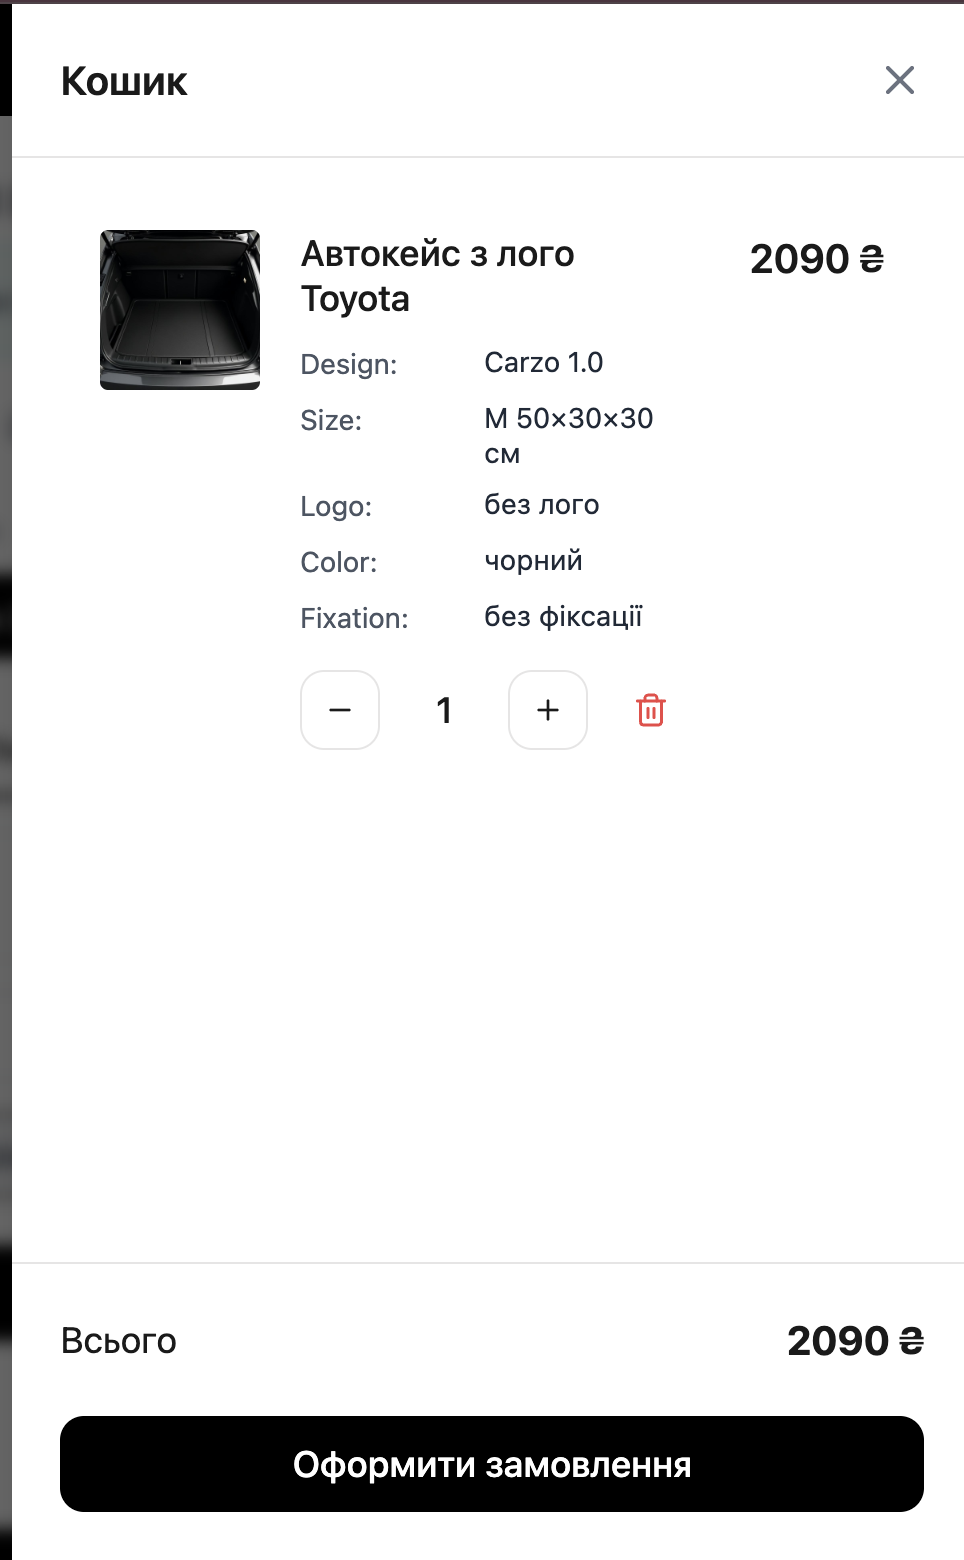 Кошик
Автокейс з лого
Toyota
2090 ₴
Design: Carzo 1.0
Size: M 50×30×30
см
Logo: без лого
Color: чорний
Fixation: без фіксації
1
Всього 2090 ₴
Оформити замовлення